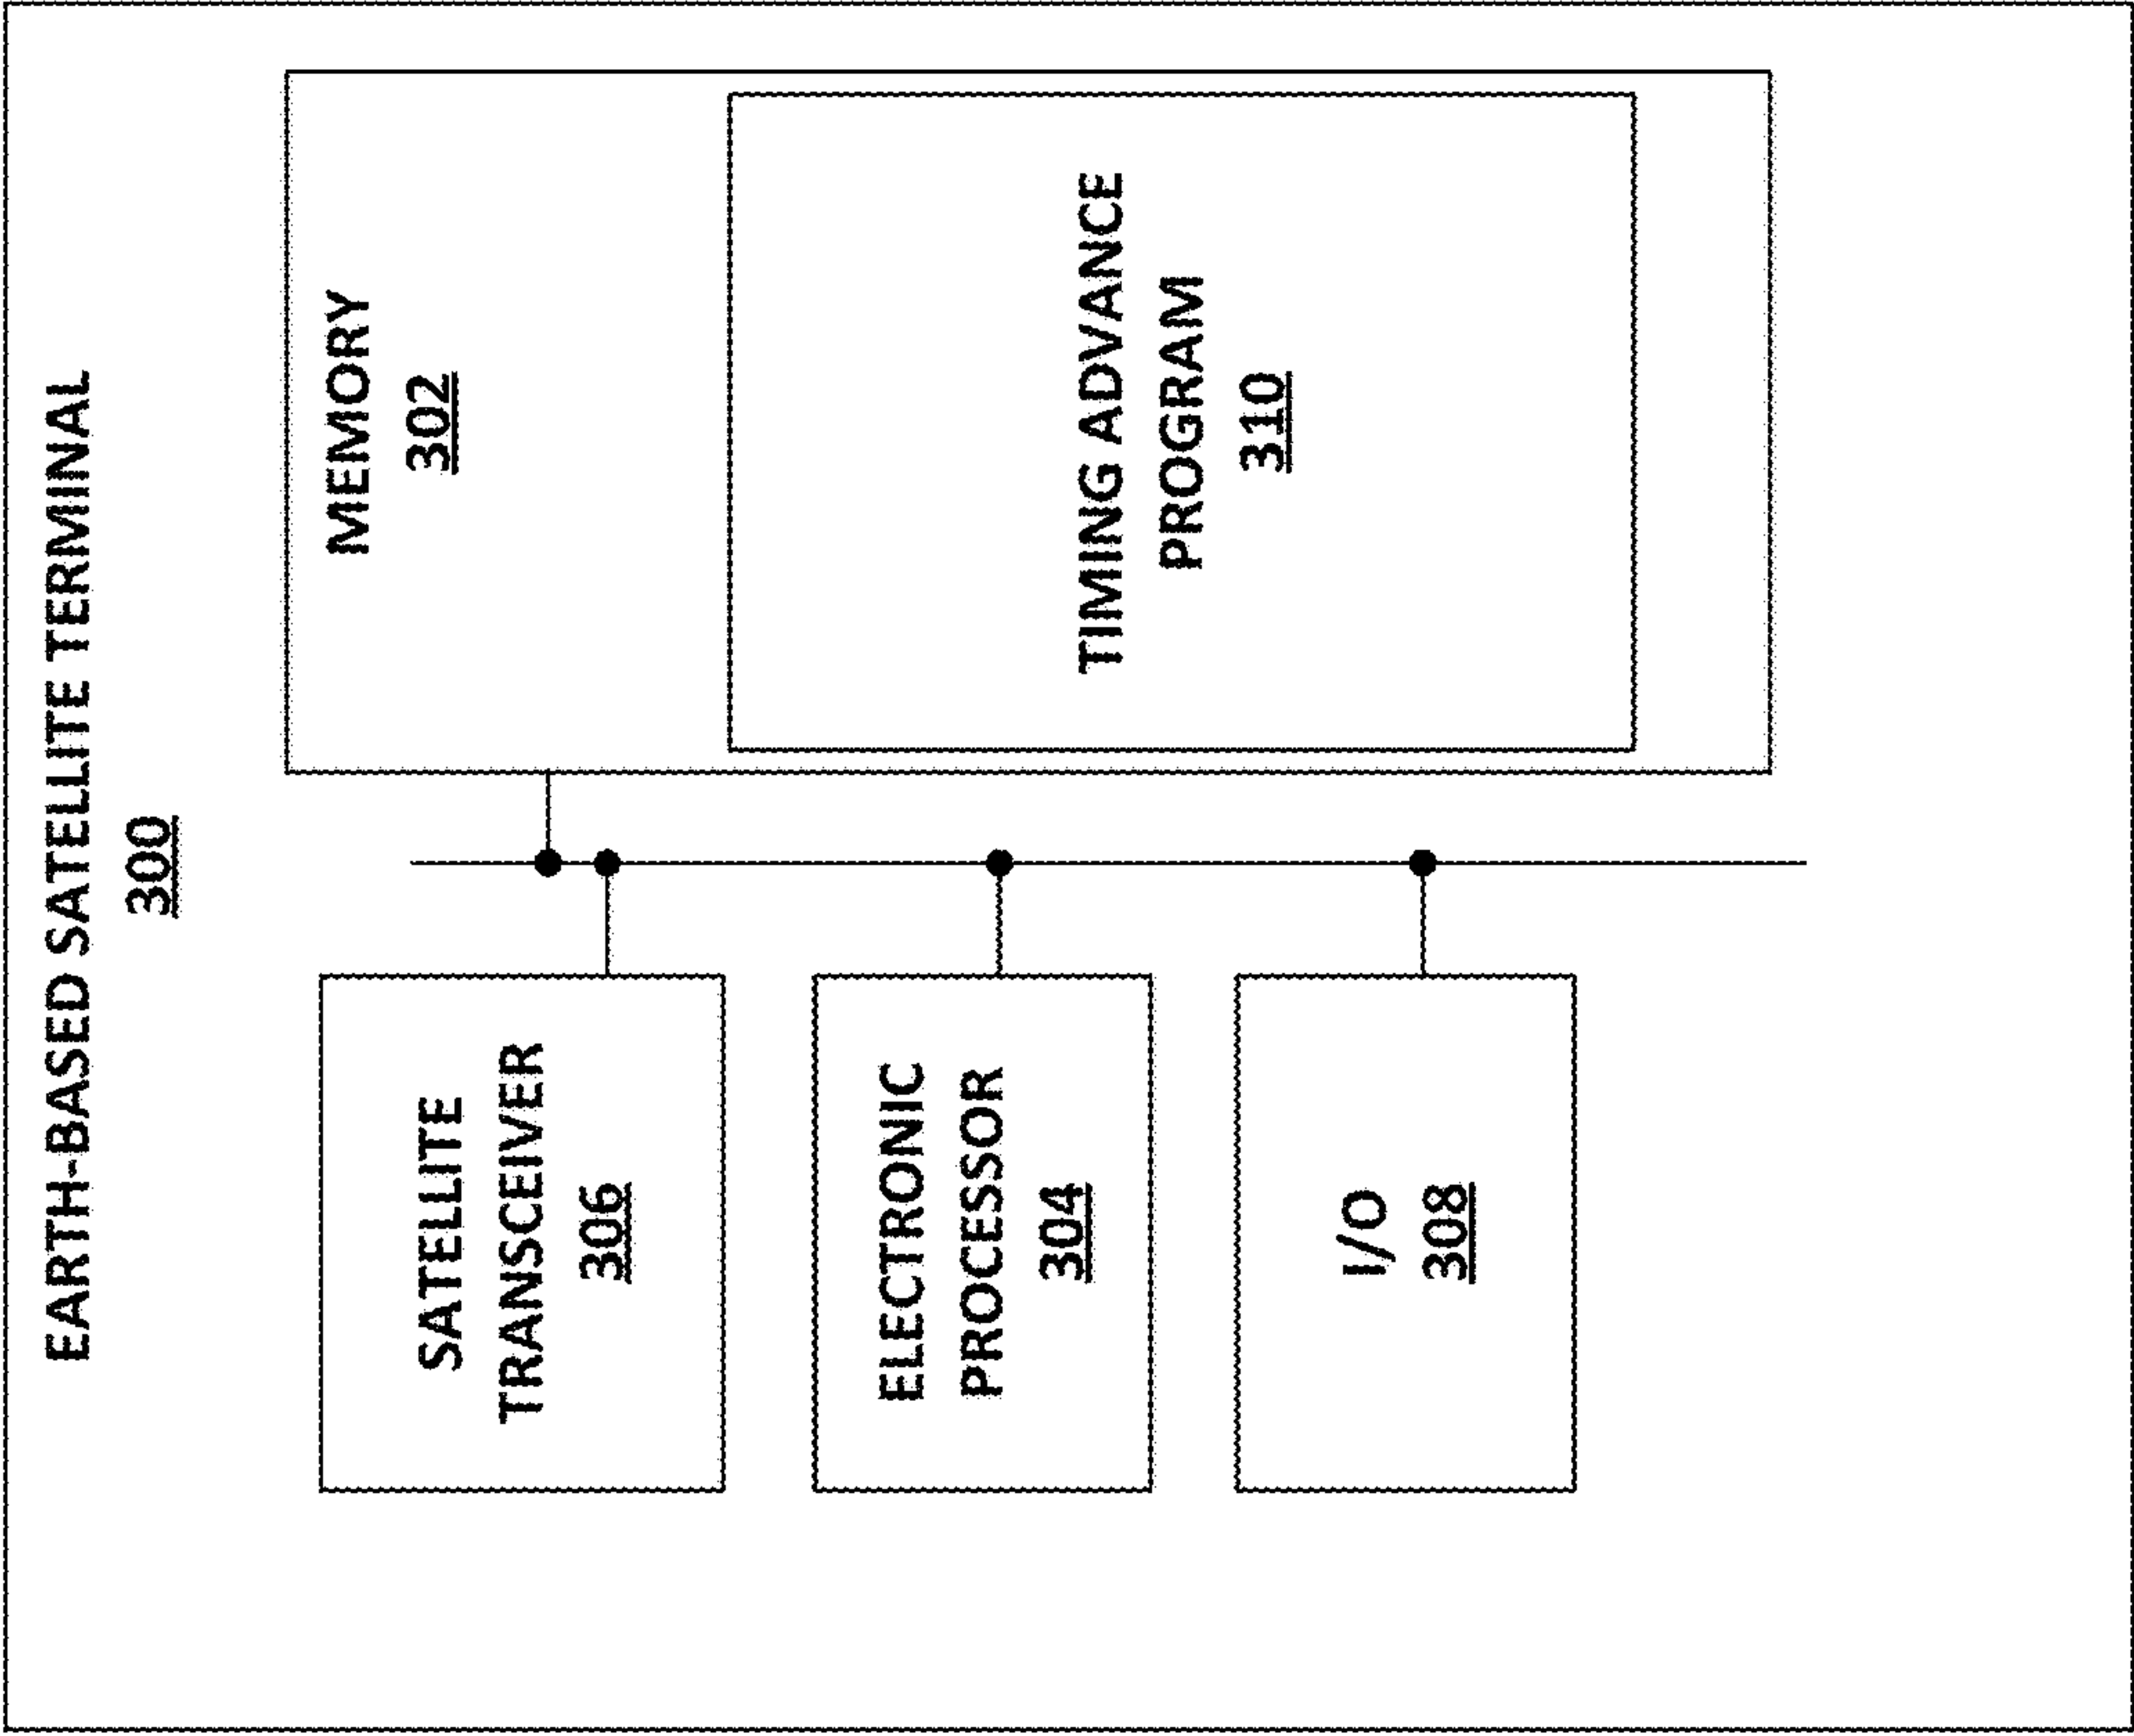 EARTH-BASED SATELLITE TERMINAL
300
SATELLITE
TRANSCEIVER
306
ELECTRONIC
PROCESSOR
304
I/O
308
MEMORY
302
TIMING ADVANCE
PROGRAM
310